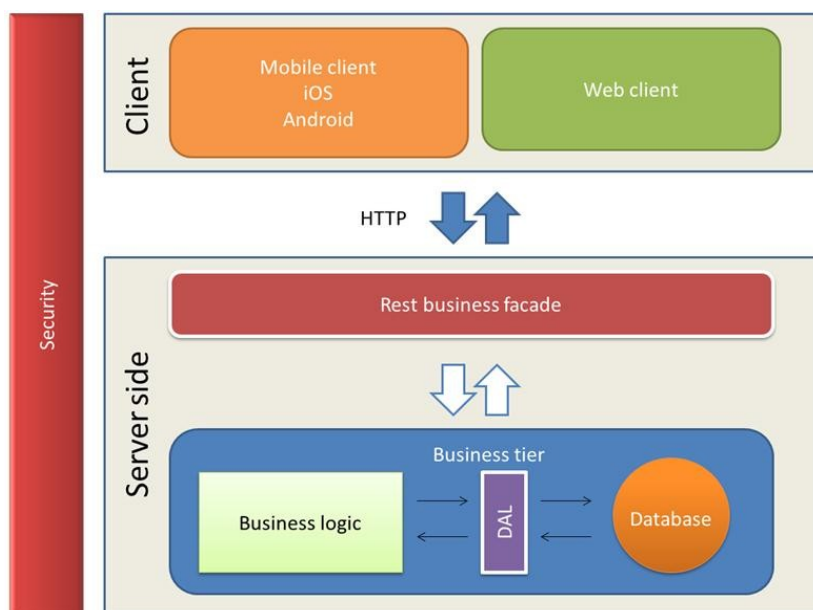 Security
Client
Mobile client
iOS
Android
Web client
HTTP
Server side
Rest business facade
Business tier
Business logic
DAL
Database